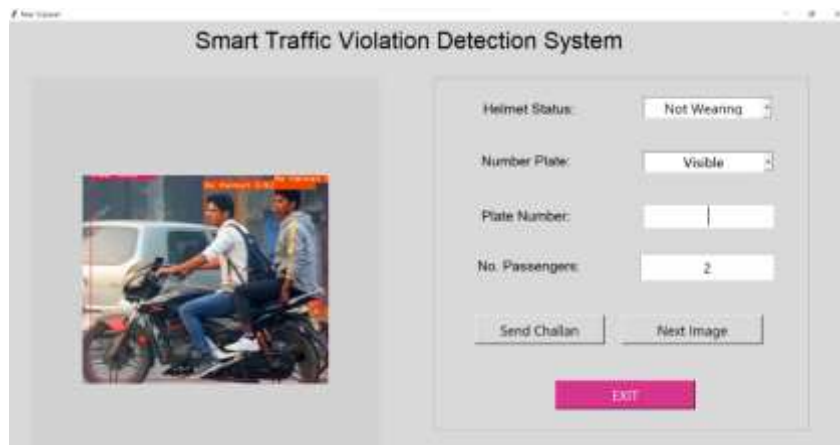 Smart Traffic Violation Detection System
Helmet Status:
Not Wearing
Number Plate:
Visible
Plate Number:
No. Passengers:
2
Send Challan
Next Image
EXIT